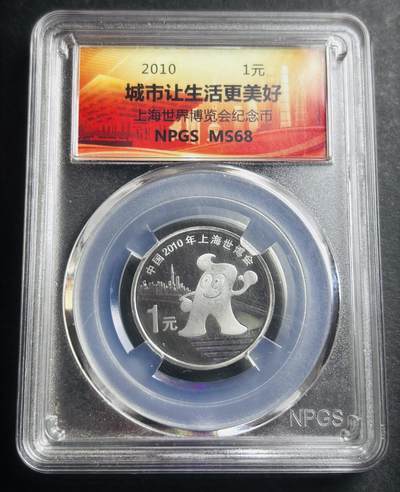 2010 1元
城市让生活更美好
上海世界博览会纪念币
NPGS MS68
中国2010年上海世博会
1元
NPGS